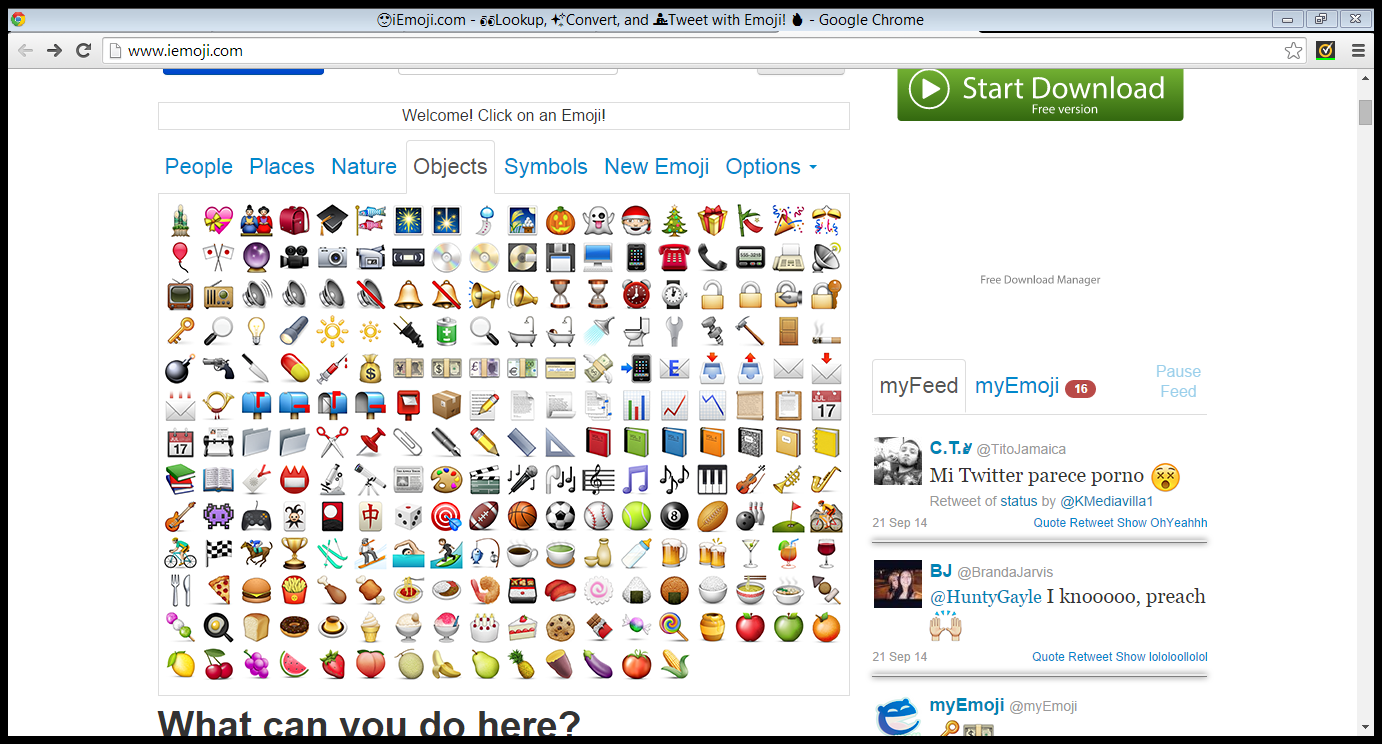 iEmoji.com - Lookup, Convert, and Tweet with Emoji! - Google Chrome
www.iemoji.com
Start Download
Free version
Welcome! Click on an Emoji!
People Places Nature Objects Symbols New Emoji Options
Free Download Manager
myFeed myEmoji 16 Pause Feed
C.T. @TitoJamaica
Mi Twitter parece porno
Retweet of status by @KMediavilla1
21 Sep 14 Quote Retweet Show OhYeahhh
BJ @BrandaJarvis
@HuntyGayle I knooooo, preach
21 Sep 14 Quote Retweet Show lololoollolol
myEmoji @myEmoji
What can you do here?